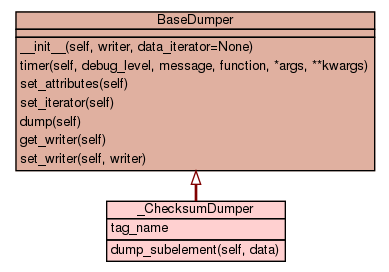 BaseDumper
__init__(self, writer, data_iterator=None)
timer(self, debug_level, message, function, *args, **kwargs)
set_attributes(self)
set_iterator(self)
dump(self)
get_writer(self)
set_writer(self, writer)
_ChecksumDumper
tag_name
dump_subelement(self, data)